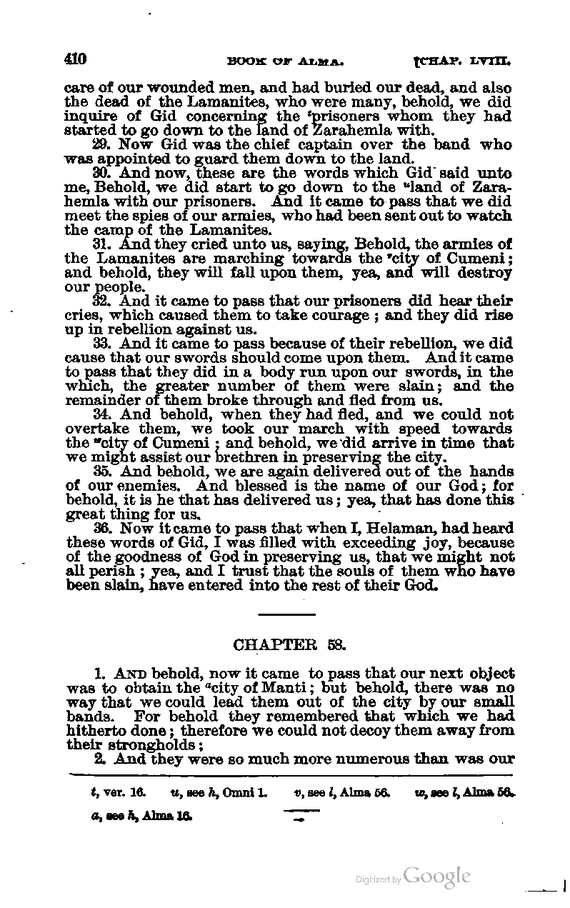 410 BOOK OF ALMA. [CHAP. LVIII.
care of our wounded men, and had buried our dead, and also
the dead of the Lamanites, who were many, behold, we did
inquire of Gid concerning the ᵗprisoners whom they had
started to go down to the land of Zarahemla with.
29. Now Gid was the chief captain over the band who
was appointed to guard them down to the land.
30. And now, these are the words which Gid said unto
me, Behold, we did start to go down to the ᵘland of Zara-
hemla with our prisoners. And it came to pass that we did
meet the spies of our armies, who had been sent out to watch
the camp of the Lamanites.
31. And they cried unto us, saying, Behold, the armies of
the Lamanites are marching towards the ᵛcity of Cumeni;
and behold, they will fall upon them, yea, and will destroy
our people.
32. And it came to pass that our prisoners did hear their
cries, which caused them to take courage; and they did rise
up in rebellion against us.
33. And it came to pass because of their rebellion, we did
cause that our swords should come upon them. And it came
to pass that they did in a body run upon our swords, in the
which, the greater number of them were slain; and the
remainder of them broke through and fled from us.
34. And behold, when they had fled, and we could not
overtake them, we took our march with speed towards
the ʷcity of Cumeni; and behold, we did arrive in time that
we might assist our brethren in preserving the city.
35. And behold, we are again delivered out of the hands
of our enemies. And blessed is the name of our God; for
behold, it is he that has delivered us; yea, that has done this
great thing for us.
36. Now it came to pass that when I, Helaman, had heard
these words of Gid, I was filled with exceeding joy, because
of the goodness of God in preserving us, that we might not
all perish; yea, and I trust that the souls of them who have
been slain, have entered into the rest of their God.
CHAPTER 58.
1. AND behold, now it came to pass that our next object
was to obtain the ᵃcity of Manti; but behold, there was no
way that we could lead them out of the city by our small
bands. For behold they remembered that which we had
hitherto done; therefore we could not decoy them away from
their strongholds;
2. And they were so much more numerous than was our
t, ver. 16. u, see h, Omni 1. v, see l, Alma 56. w, see l, Alma 56.
a, see h, Alma 16.
Digitized by Google